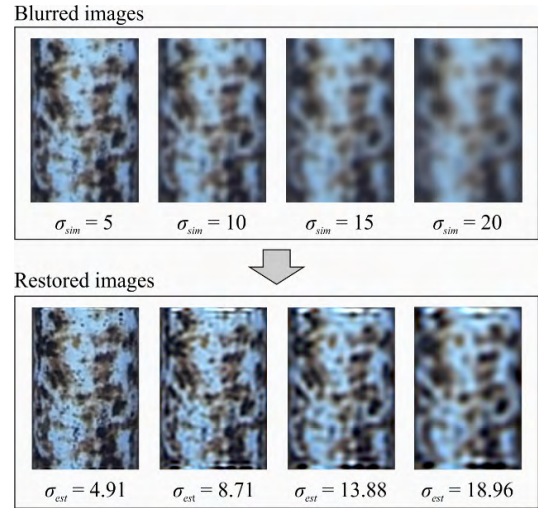 Blurred images
σsim = 5 σsim = 10 σsim = 15 σsim = 20
Restored images
σest = 4.91 σest = 8.71 σest = 13.88 σest = 18.96